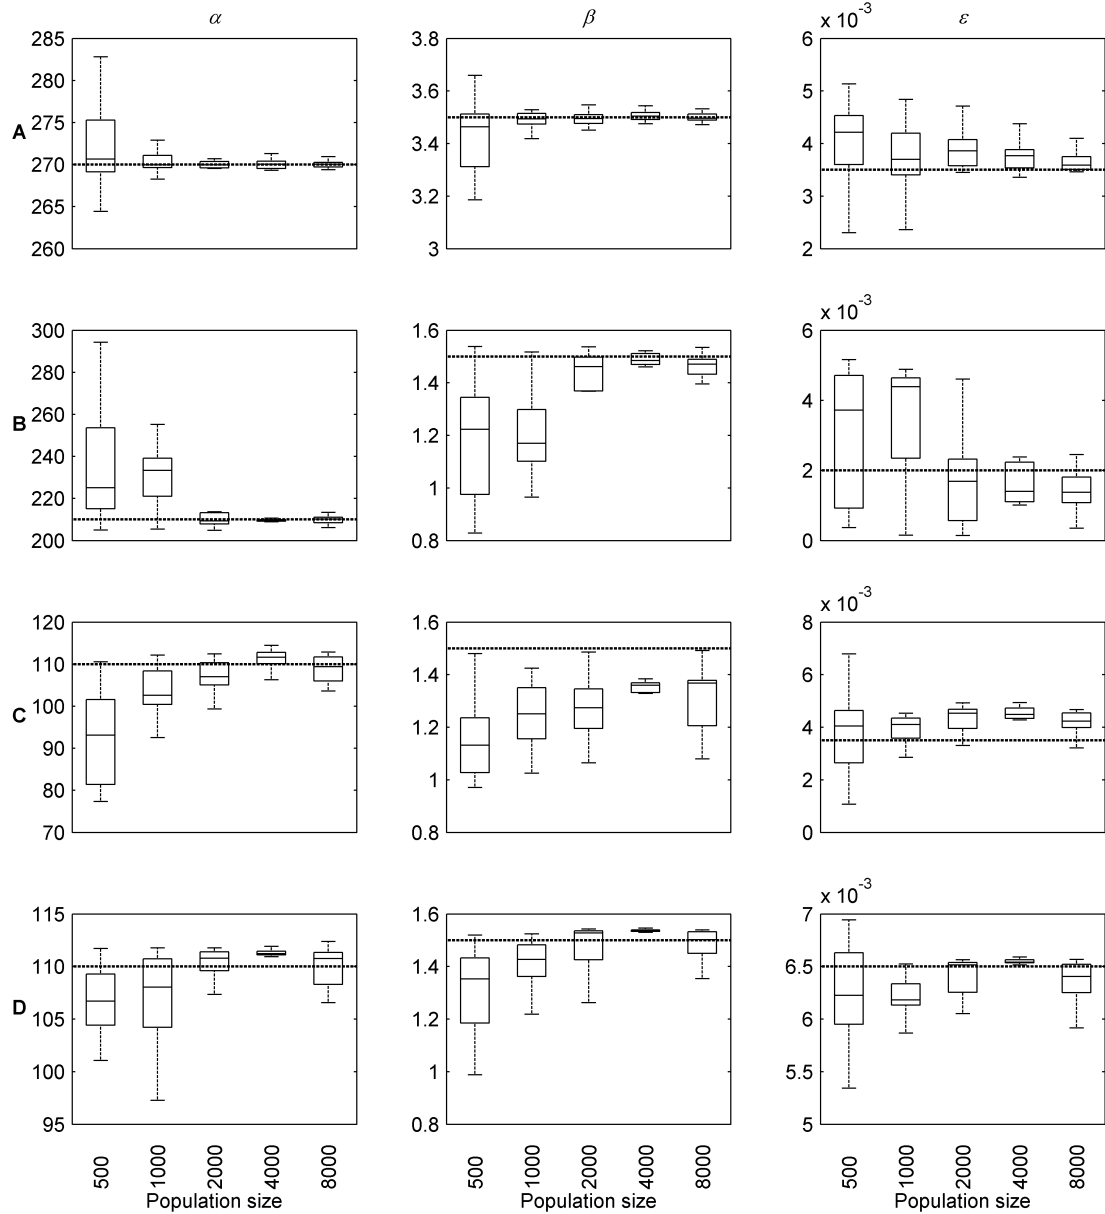 α β ε
x 10⁻³
285 280 275 270 265 260
A
3.8 3.6 3.4 3.2 3
6 5 4 3 2
x 10⁻³
300 280 260 240 220 200
B
1.6 1.4 1.2 1 0.8
6 4 2 0
x 10⁻³
120 110 100 90 80 70
C
1.6 1.4 1.2 1 0.8
8 6 4 2 0
x 10⁻³
115 110 105 100 95
D
1.6 1.4 1.2 1 0.8
7 6.5 6 5.5 5
500 1000 2000 4000 8000
500 1000 2000 4000 8000
500 1000 2000 4000 8000
Population size Population size Population size